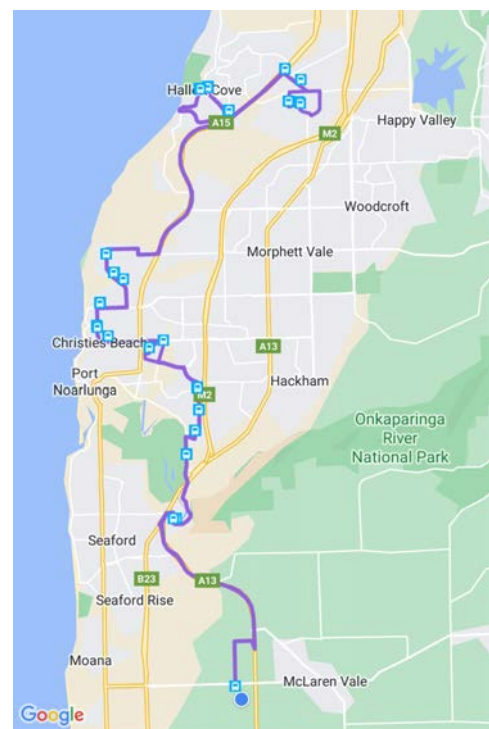 Hallett Cove
A15
M2
Happy Valley
Woodcroft
Morphett Vale
Christies Beach
A13
Port
Noarlunga
M2
Hackham
Onkaparinga
River
National Park
Seaford
B23
A13
Seaford Rise
Moana
McLaren Vale
Google